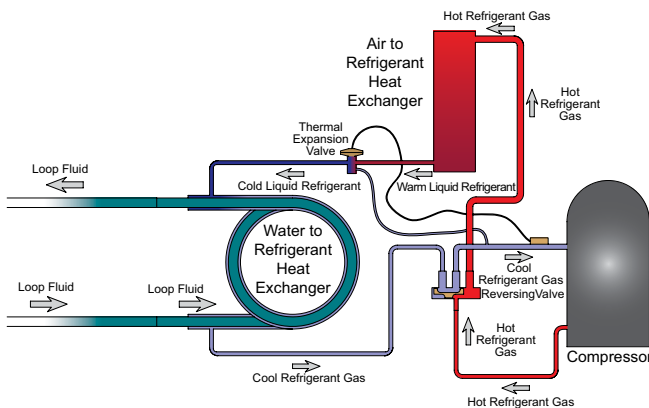 Hot Refrigerant Gas
Air to
Refrigerant
Heat
Exchanger
Hot
Refrigerant
Gas
Thermal
Expansion
Valve
Loop Fluid
Cold Liquid Refrigerant
Warm Liquid Refrigerant
Water to
Refrigerant
Heat
Exchanger
Cool
Refrigerant Gas
ReversingValve
Loop Fluid
Loop Fluid
Hot
Refrigerant
Gas
Compressor
Cool Refrigerant Gas
Hot Refrigerant Gas